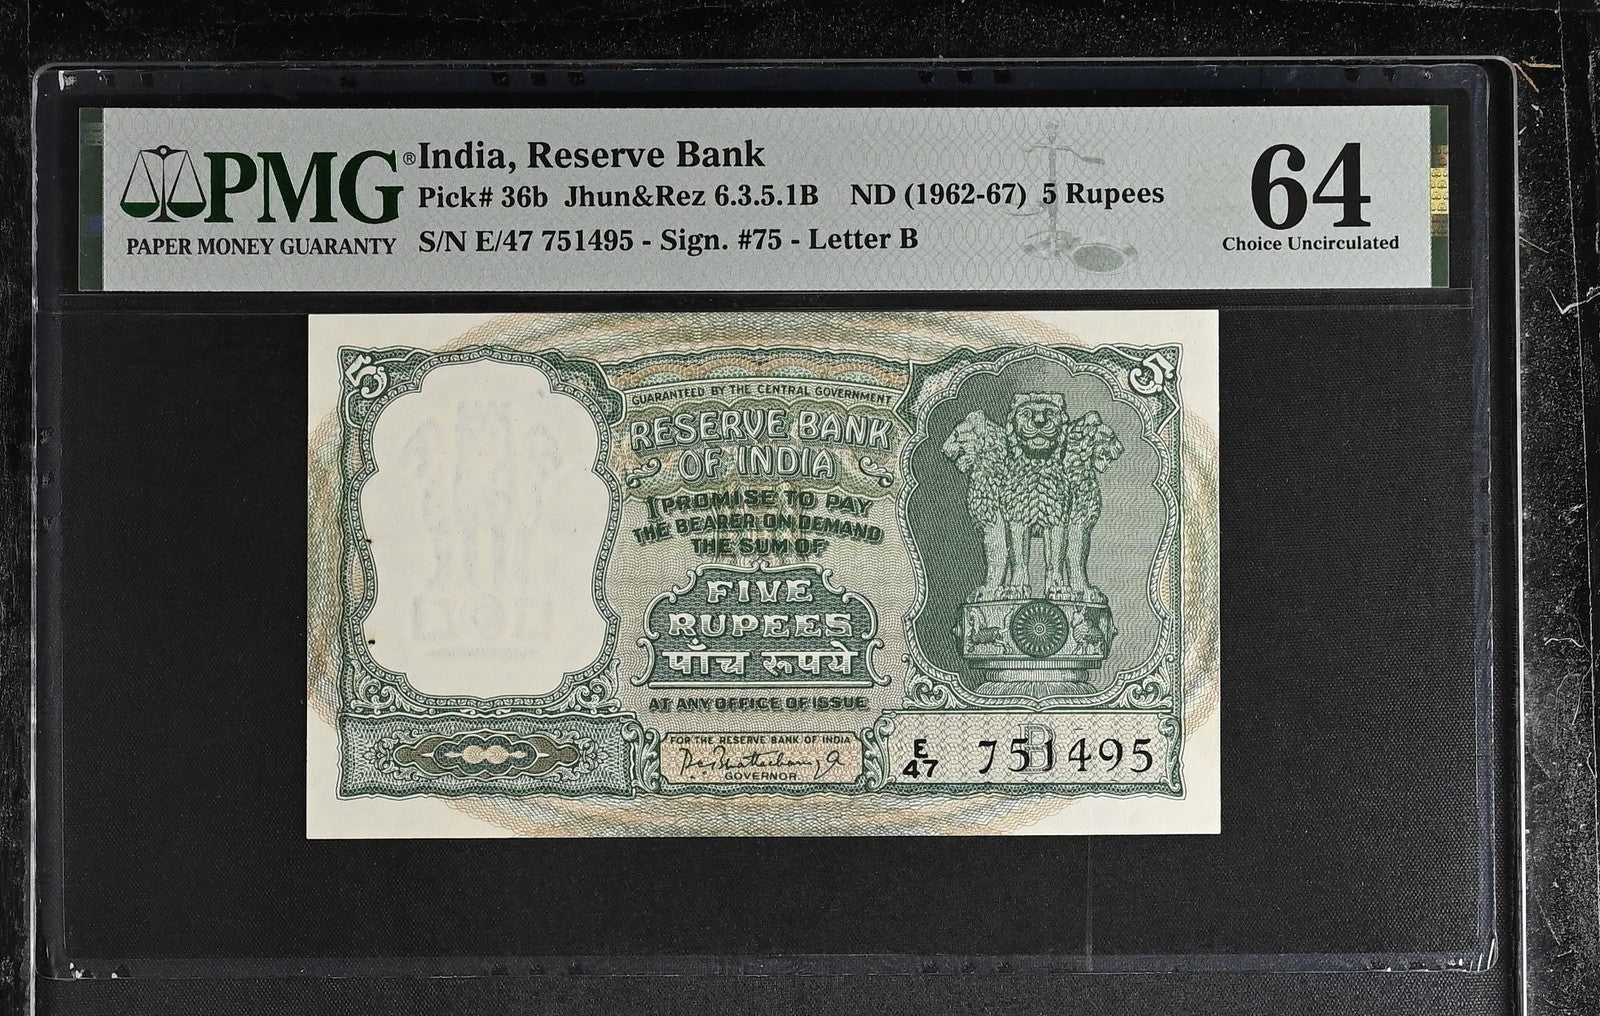 PMG®
PAPER MONEY GUARANTY
India, Reserve Bank
Pick# 36b Jhun&Rez 6.3.5.1B ND (1962-67) 5 Rupees
S/N E/47 751495 - Sign. #75 - Letter B
64
Choice Uncirculated
5
5
GUARANTEED BY THE CENTRAL GOVERNMENT
RESERVE BANK
OF INDIA
I PROMISE TO PAY
THE BEARER ON DEMAND
THE SUM OF
FIVE
RUPEES
पाँच रूपये
AT ANY OFFICE OF ISSUE
FOR THE RESERVE BANK OF INDIA
GOVERNOR.
E
47
751495
B